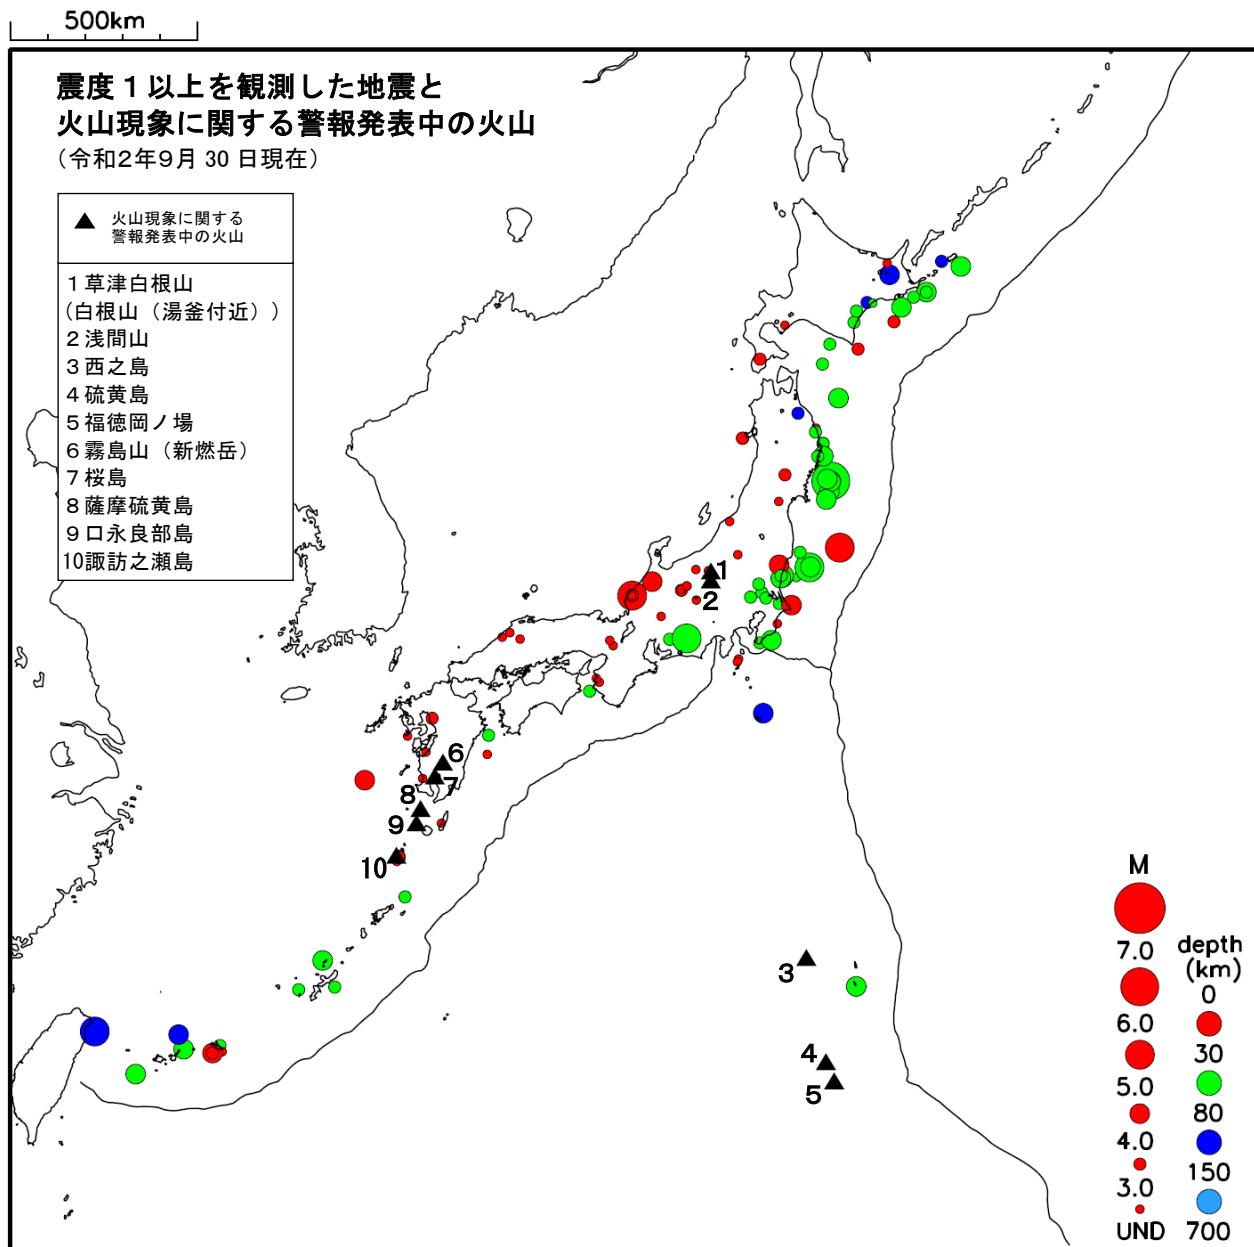 500km
震度１以上を観測した地震と
火山現象に関する警報発表中の火山
（令和２年９月 30 日現在）
火山現象に関する
警報発表中の火山
１草津白根山
(白根山（湯釜付近）)
２浅間山
３西之島
４硫黄島
５福徳岡ノ場
６霧島山（新燃岳）
７桜島
８薩摩硫黄島
９口永良部島
10諏訪之瀬島
1
2
6
7
8
9
10
3
4
5
M
7.0
6.0
5.0
4.0
3.0
UND
depth
(km)
0
30
80
150
700